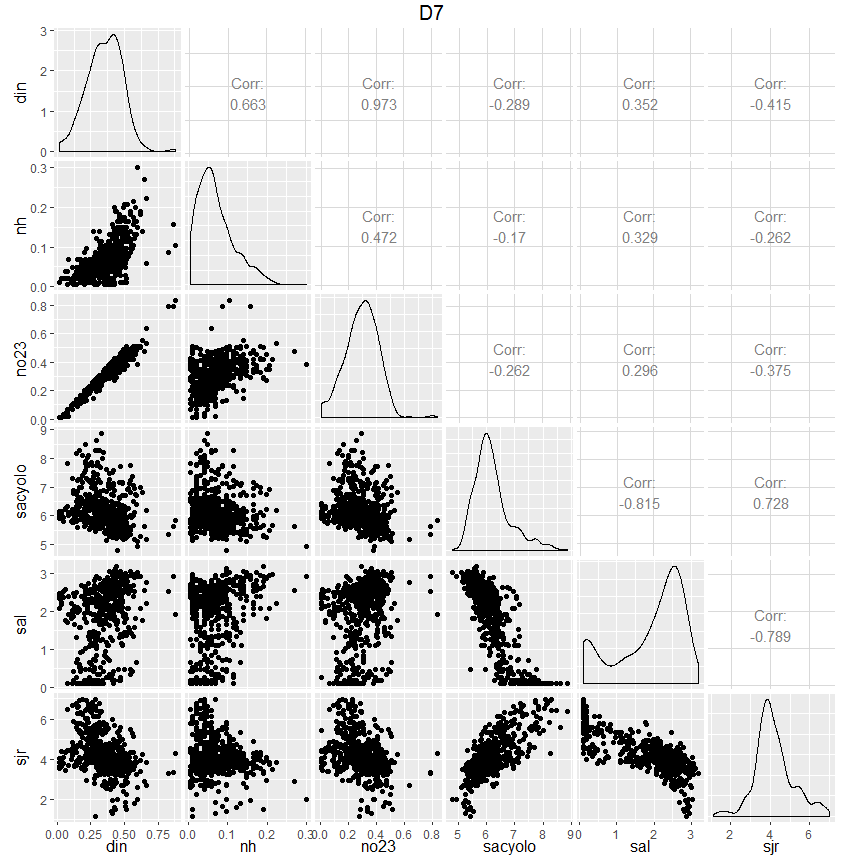 D7
3
2
1
0
din
Corr:
0.663
Corr:
0.973
Corr:
-0.289
Corr:
0.352
Corr:
-0.415
0.3
0.2
0.1
0.0
nh
Corr:
0.472
Corr:
-0.17
Corr:
0.329
Corr:
-0.262
0.8
0.6
0.4
0.2
0.0
no23
Corr:
-0.262
Corr:
0.296
Corr:
-0.375
9
8
7
6
5
sacyolo
Corr:
-0.815
Corr:
0.728
3
2
1
0
sal
Corr:
-0.789
6
4
2
sjr
0.00 0.25 0.50 0.75
0.0 0.1 0.2 0.3
0.0 0.2 0.4 0.6 0.8
5 6 7 8 9
0 1 2 3
2 4 6
din nh no23 sacyolo sal sjr